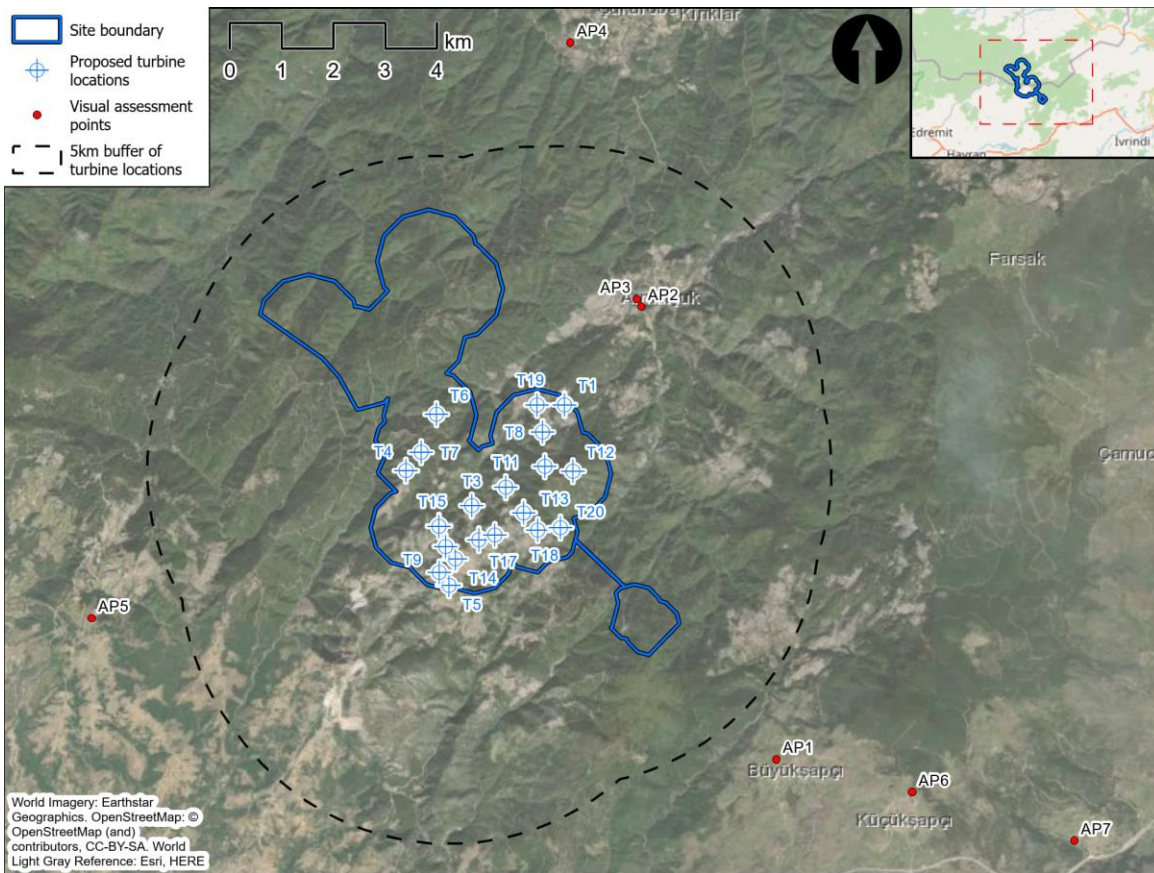 Site boundary
Proposed turbine
locations
Visual assessment
points
5km buffer of
turbine locations
km
0 1 2 3 4
Kırıklar
AP4
Edremit
Havran
İvrindi
Farsak
AP3
AP2
Çamuc
T19
T1
T6
T8
T4
T7
T11
T12
T3
T13
T15
T20
T9
T17
T18
T14
T5
AP5
AP1
Büyükşapçı
AP6
Küçükşapçı
AP7
World Imagery: Earthstar
Geographics. OpenStreetMap: ©
OpenStreetMap (and)
contributors, CC-BY-SA. World
Light Gray Reference: Esri, HERE